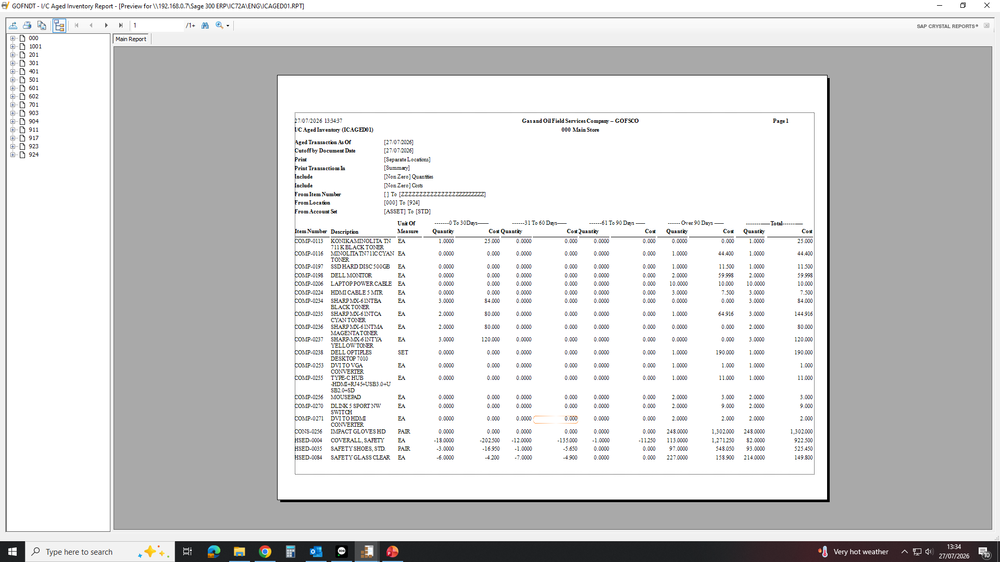 GOFNDT - I/C Aged Inventory Report - [Preview for \\192.168.0.7\Sage 300 ERP\IC72A\ENG\ICAGED01.RPT]
1 /1+
SAP CRYSTAL REPORTS®
000
1001
201
301
401
501
601
602
701
903
904
911
917
923
924
Main Report
27/07/2026 13:34:37 Gas and Oil Field Services Company – GOFSCO Page 1
I/C Aged Inventory (ICAGED01) 000 Main Store
Aged Transaction As Of [27/07/2026]
Cutoff by Document Date [27/07/2026]
Print [Separate Locations]
Print Transactions In [Summary]
Include [Non Zero] Quantities
Include [Non Zero] Costs
From Item Number [ ] To [ZZZZZZZZZZZZZZZZZZZZZZZZ]
From Location [000] To [924]
From Account Set [ASSET] To [STD]
Unit Of -------0 To 30 Days------ ------31 To 60 Days----- ------61 To 90 Days ----- ------ Over 90 Days ----- ------------Total-----------
Item Number Description Measure Quantity Cost Quantity Cost Quantity Cost Quantity Cost Quantity Cost
COMP-0113 KONIKA MINOLITA TN EA 1.0000 25.000 0.0000 0.000 0.0000 0.000 0.0000 0.000 1.0000 25.000
711 K BLACK TONER
COMP-0116 MINOLITA TN 711C CYAN EA 0.0000 0.000 0.0000 0.000 0.0000 0.000 1.0000 44.400 1.0000 44.400
TONER
COMP-0197 SSD HARD DISC 500GB EA 0.0000 0.000 0.0000 0.000 0.0000 0.000 1.0000 11.500 1.0000 11.500
COMP-0198 DELL MONITOR EA 0.0000 0.000 0.0000 0.000 0.0000 0.000 2.0000 59.998 2.0000 59.998
COMP-0206 LAPTOP POWER CABLE EA 0.0000 0.000 0.0000 0.000 0.0000 0.000 10.0000 10.000 10.0000 10.000
COMP-0224 HDMI CABLE 5 MTR EA 0.0000 0.000 0.0000 0.000 0.0000 0.000 3.0000 7.500 3.0000 7.500
COMP-0234 SHARP MX-61NTBA EA 3.0000 84.000 0.0000 0.000 0.0000 0.000 0.0000 0.000 3.0000 84.000
BLACK TONER
COMP-0235 SHARP MX-61NTCA EA 2.0000 80.000 0.0000 0.000 0.0000 0.000 1.0000 64.916 3.0000 144.916
CYAN TONER
COMP-0236 SHARP MX-61NTMA EA 2.0000 80.000 0.0000 0.000 0.0000 0.000 0.0000 0.000 2.0000 80.000
MAGENTA TONER
COMP-0237 SHARP-MX-61NTYA EA 3.0000 120.000 0.0000 0.000 0.0000 0.000 0.0000 0.000 3.0000 120.000
YELLOW TONER
COMP-0238 DELL OPTIPLES SET 0.0000 0.000 0.0000 0.000 0.0000 0.000 1.0000 190.000 1.0000 190.000
DESKTOP 7010
COMP-0253 DVI TO VGA EA 0.0000 0.000 0.0000 0.000 0.0000 0.000 1.0000 1.000 1.0000 1.000
CONVERTER
COMP-0255 TYPE-C HUB EA 0.0000 0.000 0.0000 0.000 0.0000 0.000 1.0000 11.000 1.0000 11.000
-HDMI+RJ45+USB3.0+U
SB2.0+SD
COMP-0256 MOUSEPAD EA 0.0000 0.000 0.0000 0.000 0.0000 0.000 2.0000 3.000 2.0000 3.000
COMP-0270 DLINK 5 SPORT NW EA 0.0000 0.000 0.0000 0.000 0.0000 0.000 2.0000 9.000 2.0000 9.000
SWITCH
COMP-0271 DVI TO HDMI EA 0.0000 0.000 0.0000 0.000 0.0000 0.000 2.0000 2.000 2.0000 2.000
CONVERTER
CONS-0256 IMPACT GLOVES H/D PAIR 0.0000 0.000 0.0000 0.000 0.0000 0.000 248.0000 1,302.000 248.0000 1,302.000
HSED-0004 COVERALL, SAFETY EA -18.0000 -202.500 -12.0000 -135.000 -1.0000 -11.250 113.0000 1,271.250 82.0000 922.500
HSED-0035 SAFETY SHOES, STD. PAIR -3.0000 -16.950 -1.0000 -5.650 0.0000 0.000 97.0000 548.050 93.0000 525.450
HSED-0084 SAFETY GLASS CLEAR EA -6.0000 -4.200 -7.0000 -4.900 0.0000 0.000 227.0000 158.900 214.0000 149.800
Type here to search
300
P
Very hot weather
13:34
27/07/2026
10